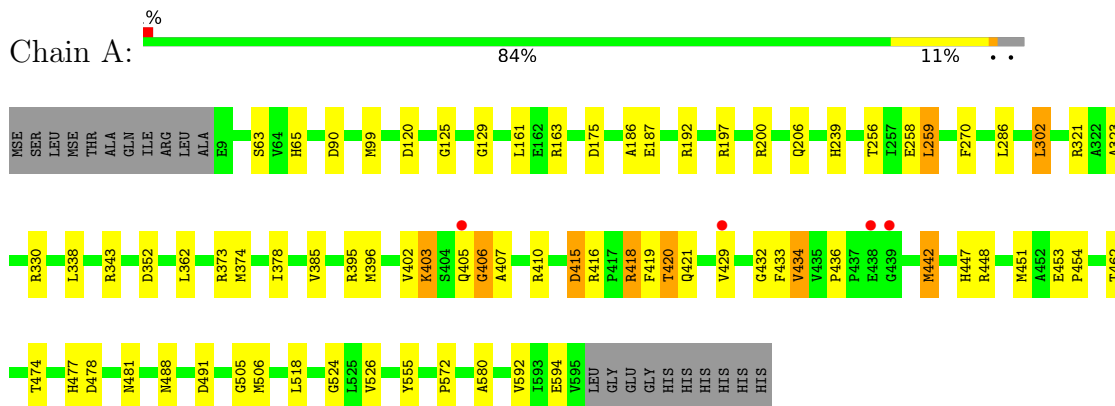 .%
Chain A:
84% 11% • •
MSE SER LEU MSE THR ALA GLN ILE ARG LEU ALA E9 S63 V64 H65 D90 M99 D120 G125 G129 L161 E162 R163 D175 A186 E187 R192 R197 R200 Q206 H239 T256 I257 E258 L259 F270 L286 L302 R321 A322
R330 L338 R343 D352 L362 R373 M374 I378 V385 R395 M396 V402 K403 S404 Q405 G406 A407 R410 D415 R416 P417 R418 F419 T420 Q421 V429 G432 F433 V434 V435 P436 P437 E438 G439 M442 H447 R448 M451 A452 E453 P454
T474 H477 D478 N481 N488 D491 G505 M506 L518 G524 L525 V526 Y555 P572 A580 V592 I593 E594 V595 LEU GLY GLU GLY HIS HIS HIS HIS HIS HIS